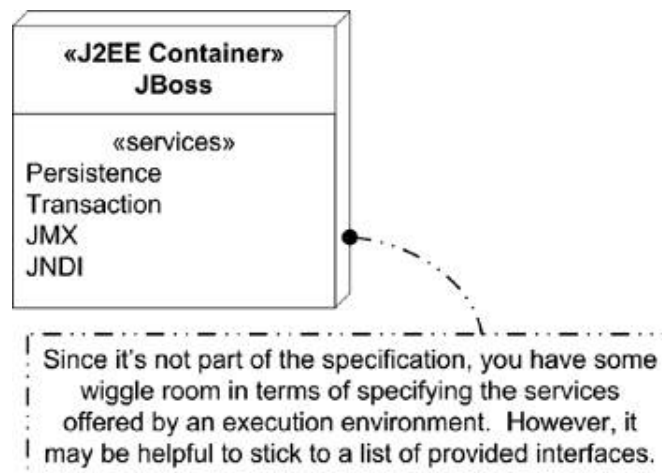 «J2EE Container»
JBoss
«services»
Persistence
Transaction
JMX
JNDI
Since it's not part of the specification, you have some
wiggle room in terms of specifying the services
offered by an execution environment.  However, it
may be helpful to stick to a list of provided interfaces.